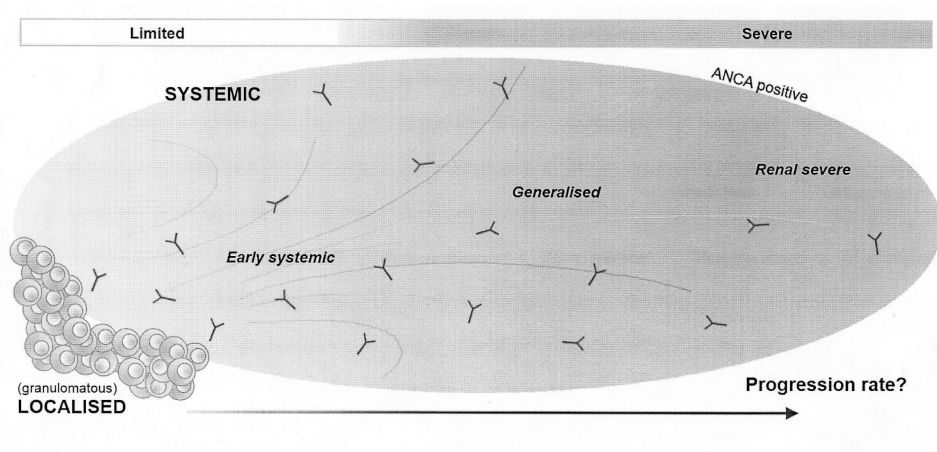 Limited
Severe
SYSTEMIC
ANCA positive
Renal severe
Generalised
Early systemic
(granulomatous)
LOCALISED
Progression rate?